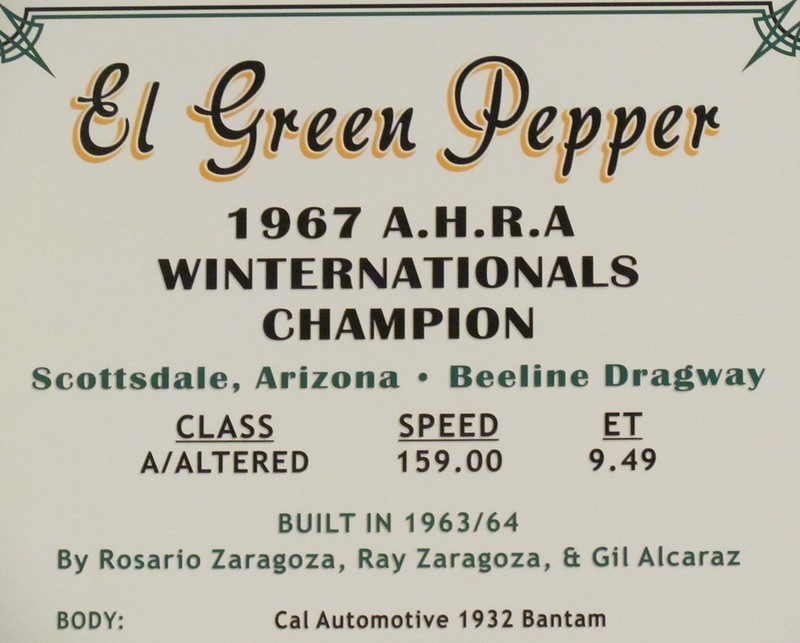 El Green Pepper
1967 A.H.R.A
WINTERNATIONALS
CHAMPION
Scottsdale, Arizona • Beeline Dragway
CLASS SPEED ET
A/ALTERED 159.00 9.49
BUILT IN 1963/64
By Rosario Zaragoza, Ray Zaragoza, & Gil Alcaraz
BODY: Cal Automotive 1932 Bantam